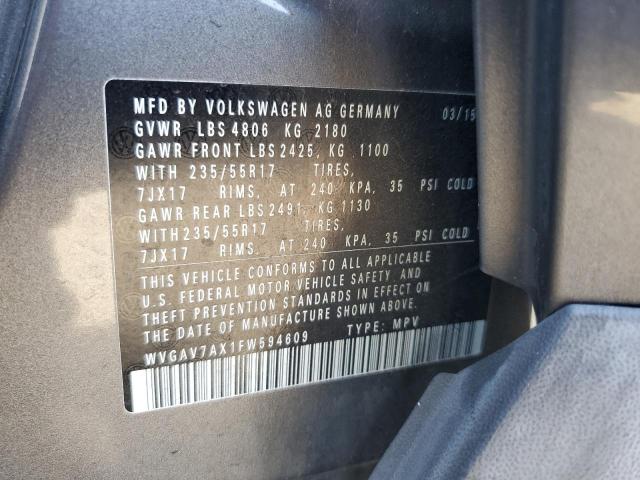 MFD BY VOLKSWAGEN AG GERMANY 03/15
GVWR LBS 4806 KG 2180
GAWR FRONT LBS 2425, KG 1100
WITH 235/55R17 TIRES,
7JX17 RIMS, AT 240 KPA, 35 PSI COLD
GAWR REAR LBS 2491, KG 1130
WITH 235/55R17 TIRES,
7JX17 RIMS, AT 240 KPA, 35 PSI COLD
THIS VEHICLE CONFORMS TO ALL APPLICABLE
U.S. FEDERAL MOTOR VEHICLE SAFETY AND
THEFT PREVENTION STANDARDS IN EFFECT ON
THE DATE OF MANUFACTURE SHOWN ABOVE.
WVGAV7AX1FW594609 TYPE: MPV